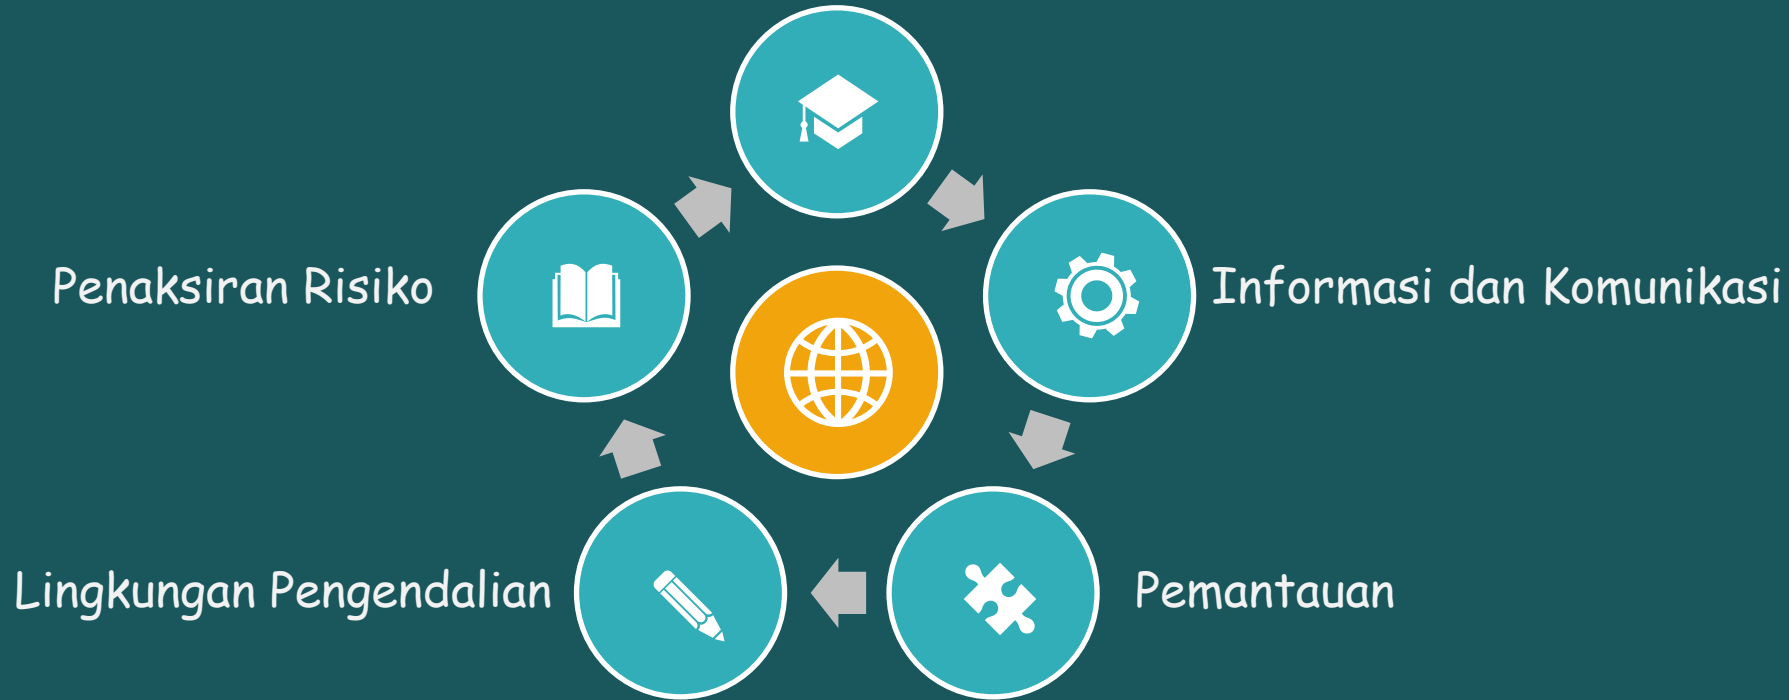 Penaksiran Risiko
Informasi dan Komunikasi
Lingkungan Pengendalian
Pemantauan